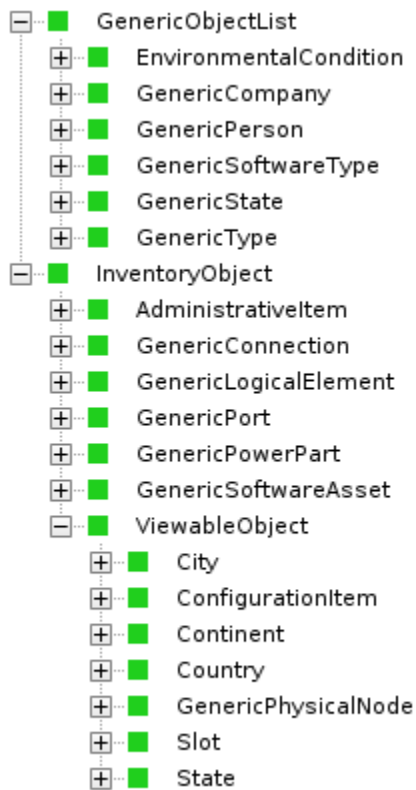 GenericObjectList
EnvironmentalCondition
GenericCompany
GenericPerson
GenericSoftwareType
GenericState
GenericType
InventoryObject
AdministrativeItem
GenericConnection
GenericLogicalElement
GenericPort
GenericPowerPart
GenericSoftwareAsset
ViewableObject
City
ConfigurationItem
Continent
Country
GenericPhysicalNode
Slot
State